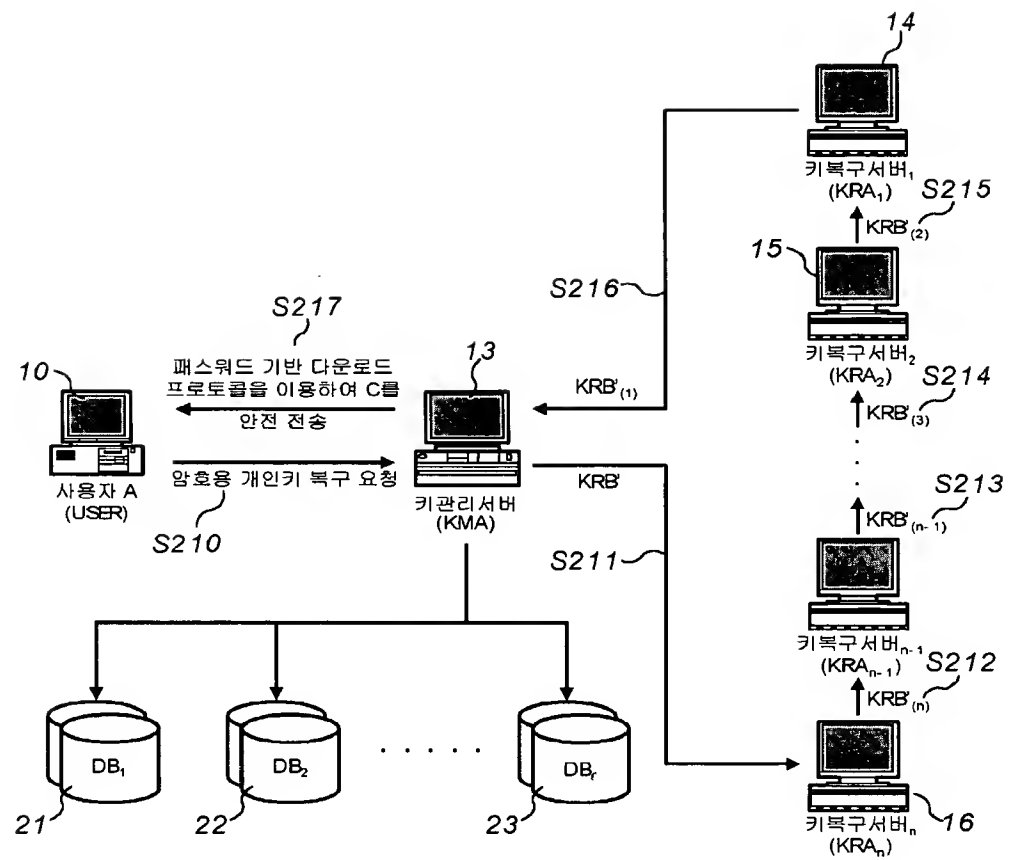 14
키복구서버₁
(KRA₁)
S215
KRB'₍₂₎
15
S216
키복구서버₂
(KRA₂)
S214
KRB'₍₃₎
S217
10
패스워드 기반 다운로드
프로토콜을 이용하여 C를
안전 전송
13
KRB'₍₁₎
암호용 개인키 복구 요청
KRB'
사용자 A
(USER)
키관리서버
(KMA)
S210
S211
S213
KRB'₍ₙ₋₁₎
키복구서버ₙ₋₁
(KRAₙ₋₁)
S212
KRB'₍ₙ₎
DB₁
DB₂
· · · · ·
DBᵣ
21
22
23
16
키복구서버ₙ
(KRAₙ)